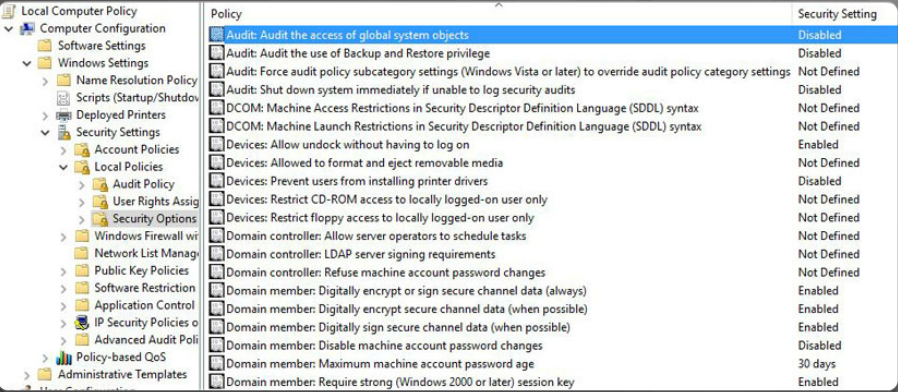 Local Computer Policy
Computer Configuration
Software Settings
Windows Settings
Name Resolution Policy
Scripts (Startup/Shutdow
Deployed Printers
Security Settings
Account Policies
Local Policies
Audit Policy
User Rights Assig
Security Options
Windows Firewall wi
Network List Manag
Public Key Policies
Software Restriction
Application Control
IP Security Policies o
Advanced Audit Poli
Policy-based QoS
Administrative Templates
User Configuration
Policy Security Setting
Audit: Audit the access of global system objects Disabled
Audit: Audit the use of Backup and Restore privilege Disabled
Audit: Force audit policy subcategory settings (Windows Vista or later) to override audit policy category settings Not Defined
Audit: Shut down system immediately if unable to log security audits Disabled
DCOM: Machine Access Restrictions in Security Descriptor Definition Language (SDDL) syntax Not Defined
DCOM: Machine Launch Restrictions in Security Descriptor Definition Language (SDDL) syntax Not Defined
Devices: Allow undock without having to log on Enabled
Devices: Allowed to format and eject removable media Not Defined
Devices: Prevent users from installing printer drivers Disabled
Devices: Restrict CD-ROM access to locally logged-on user only Not Defined
Devices: Restrict floppy access to locally logged-on user only Not Defined
Domain controller: Allow server operators to schedule tasks Not Defined
Domain controller: LDAP server signing requirements Not Defined
Domain controller: Refuse machine account password changes Not Defined
Domain member: Digitally encrypt or sign secure channel data (always) Enabled
Domain member: Digitally encrypt secure channel data (when possible) Enabled
Domain member: Digitally sign secure channel data (when possible) Enabled
Domain member: Disable machine account password changes Disabled
Domain member: Maximum machine account password age 30 days
Domain member: Require strong (Windows 2000 or later) session key Enabled